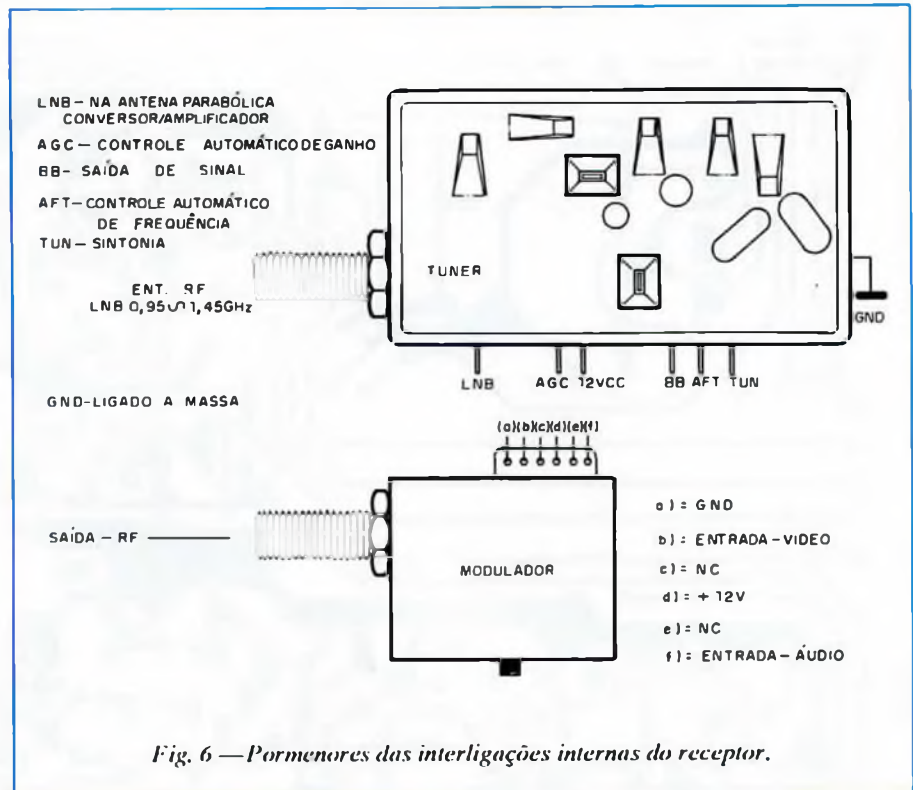 LNB – NA ANTENA PARABÓLICA
CONVERSOR/AMPLIFICADOR
AGC – CONTROLE AUTOMÁTICO DE GANHO
BB – SAÍDA DE SINAL
AFT – CONTROLE AUTOMÁTICO
DE FREQUÊNCIA
TUN – SINTONIA
ENT. RF
LNB 0,95 ∿ 1,45GHz
TUNER
GND
LNB AGC 12VCC BB AFT TUN
GND-LIGADO A MASSA
(a)(b)(c)(d)(e)(f)
SAÍDA – RF
MODULADOR
a) = GND
b) = ENTRADA – VIDEO
c) = NC
d) = + 12V
e) = NC
f) = ENTRADA – ÁUDIO
Fig. 6 — Pormenores das interligações internas do receptor.